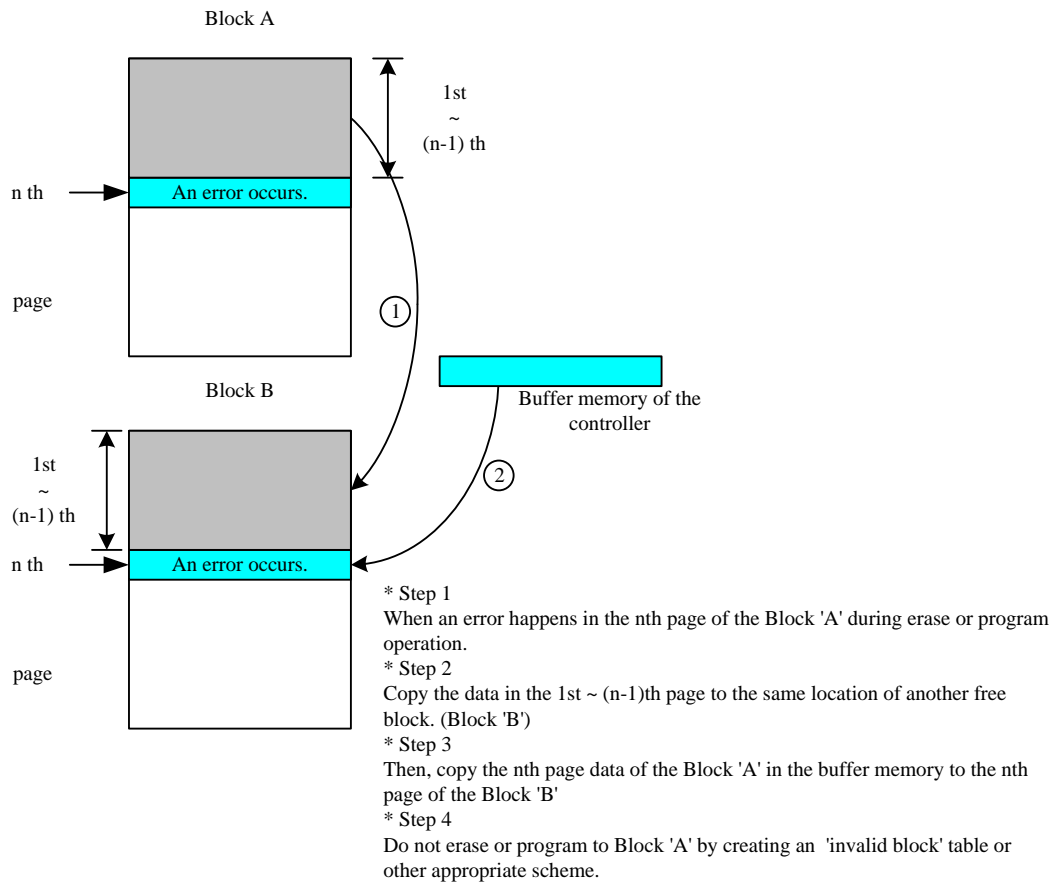 Block A
1st
~
(n-1) th
n th
An error occurs.
page
1
Block B
Buffer memory of the
controller
1st
~
(n-1) th
2
n th
An error occurs.
page
* Step 1
When an error happens in the nth page of the Block 'A' during erase or program
operation.
* Step 2
Copy the data in the 1st ~ (n-1)th page to the same location of another free
block. (Block 'B')
* Step 3
Then, copy the nth page data of the Block 'A' in the buffer memory to the nth
page of the Block 'B'
* Step 4
Do not erase or program to Block 'A' by creating an 'invalid block' table or
other appropriate scheme.